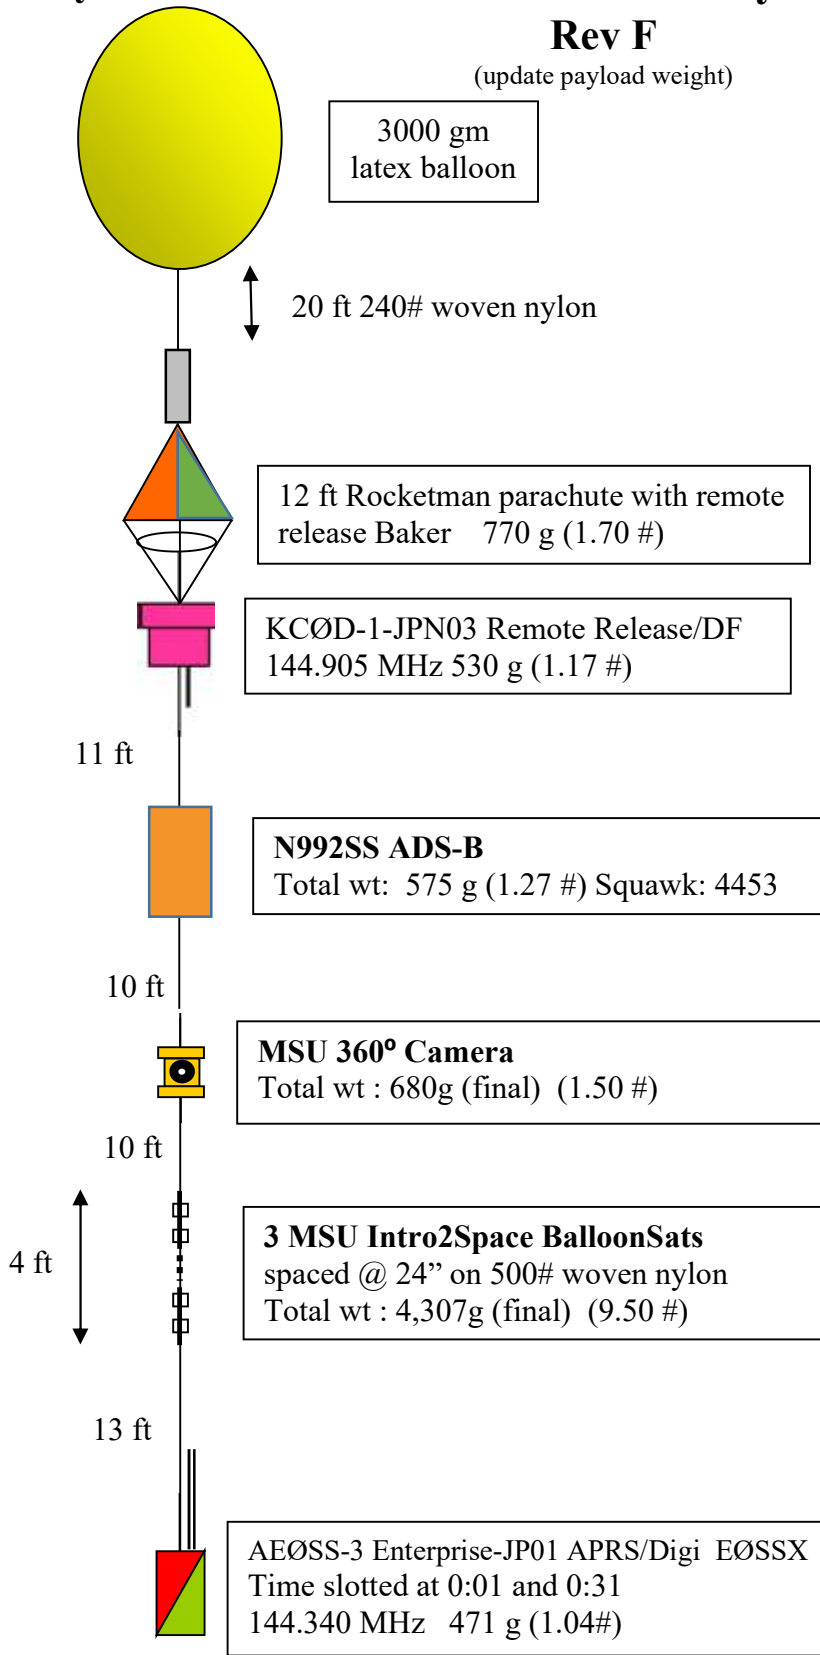 Rev F
(update payload weight)
3000 gm
latex balloon
20 ft 240# woven nylon
12 ft Rocketman parachute with remote
release Baker 770 g (1.70 #)
KCØD-1-JPN03 Remote Release/DF
144.905 MHz 530 g (1.17 #)
11 ft
N992SS ADS-B
Total wt: 575 g (1.27 #) Squawk: 4453
10 ft
MSU 360⁰ Camera
Total wt : 680g (final) (1.50 #)
10 ft
4 ft
3 MSU Intro2Space BalloonSats
spaced @ 24” on 500# woven nylon
Total wt : 4,307g (final) (9.50 #)
13 ft
AEØSS-3 Enterprise-JP01 APRS/Digi EØSSX
Time slotted at 0:01 and 0:31
144.340 MHz 471 g (1.04#)